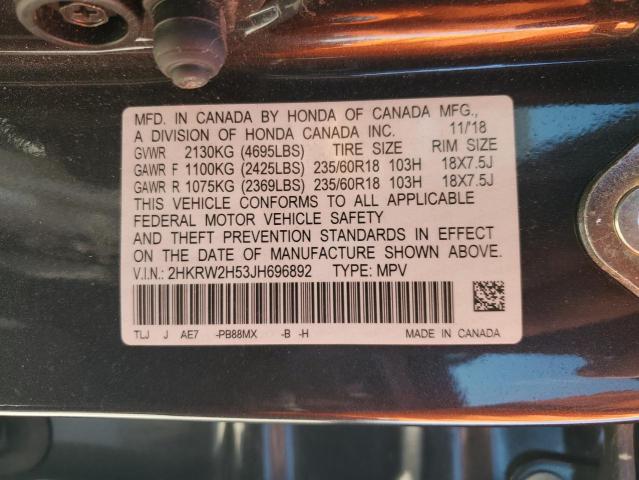 MFD. IN CANADA BY HONDA OF CANADA MFG.,
A DIVISION OF HONDA CANADA INC. 11/18
GVWR 2130KG (4695LBS) TIRE SIZE RIM SIZE
GAWR F 1100KG (2425LBS) 235/60R18 103H 18X7.5J
GAWR R 1075KG (2369LBS) 235/60R18 103H 18X7.5J
THIS VEHICLE CONFORMS TO ALL APPLICABLE
FEDERAL MOTOR VEHICLE SAFETY
AND THEFT PREVENTION STANDARDS IN EFFECT
ON THE DATE OF MANUFACTURE SHOWN ABOVE.
V.I.N.: 2HKRW2H53JH696892 TYPE: MPV
TLJ J AE7 -PB88MX -B -H MADE IN CANADA